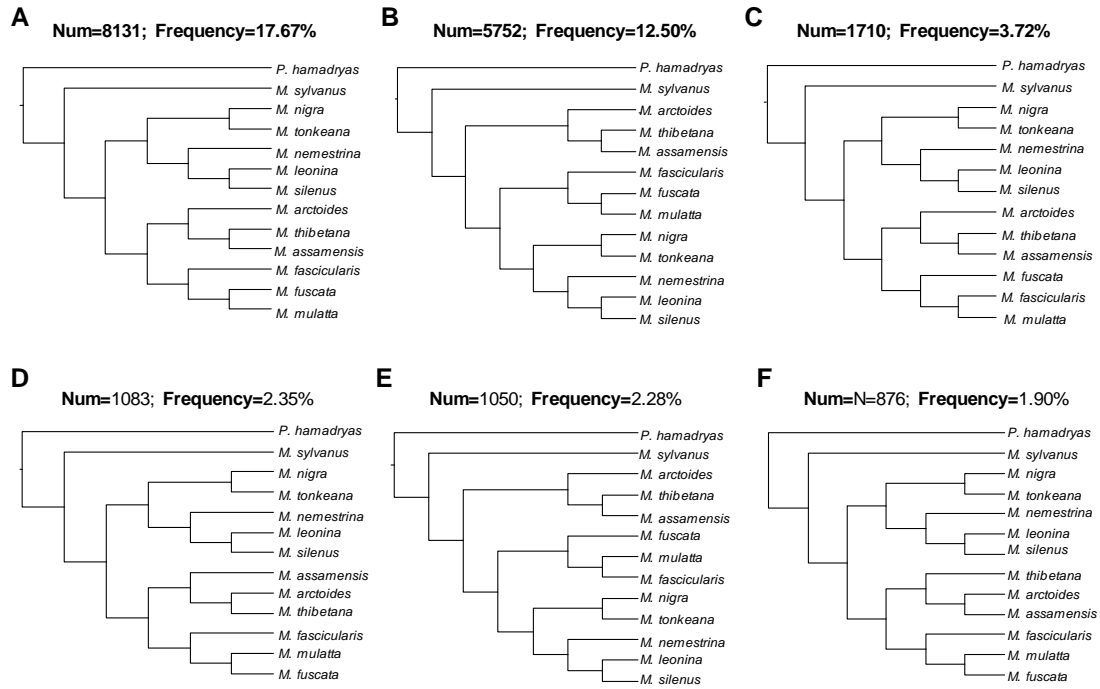 A
Num=8131; Frequency=17.67%
P. hamadryas
M. sylvanus
M. nigra
M. tonkeana
M. nemestrina
M. leonina
M. silenus
M. arctoides
M. thibetana
M. assamensis
M. fascicularis
M. fuscata
M. mulatta
B
Num=5752; Frequency=12.50%
P. hamadryas
M. sylvanus
M. arctoides
M. thibetana
M. assamensis
M. fascicularis
M. fuscata
M. mulatta
M. nigra
M. tonkeana
M. nemestrina
M. leonina
M. silenus
C
Num=1710; Frequency=3.72%
P. hamadryas
M. sylvanus
M. nigra
M. tonkeana
M. nemestrina
M. leonina
M. silenus
M. arctoides
M. thibetana
M. assamensis
M. fuscata
M. fascicularis
M. mulatta
D
Num=1083; Frequency=2.35%
P. hamadryas
M. sylvanus
M. nigra
M. tonkeana
M. nemestrina
M. leonina
M. silenus
M. assamensis
M. arctoides
M. thibetana
M. fascicularis
M. mulatta
M. fuscata
E
Num=1050; Frequency=2.28%
P. hamadryas
M. sylvanus
M. arctoides
M. thibetana
M. assamensis
M. fuscata
M. mulatta
M. fascicularis
M. nigra
M. tonkeana
M. nemestrina
M. leonina
M. silenus
F
Num=N=876; Frequency=1.90%
P. hamadryas
M. sylvanus
M. nigra
M. tonkeana
M. nemestrina
M. leonina
M. silenus
M. thibetana
M. arctoides
M. assamensis
M. fascicularis
M. mulatta
M. fuscata